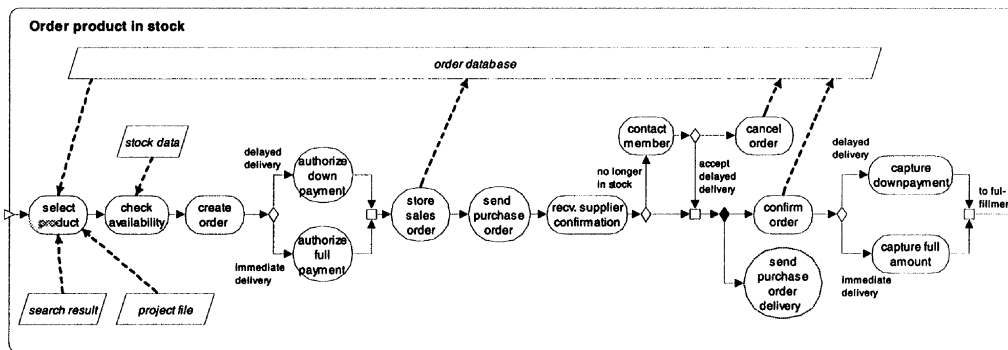 Order product in stock
order database
stock data
delayed
delivery
authorize
down
payment
select
product
check
availability
create
order
authorize
full
payment
immediate
delivery
search result
project file
store
sales
order
send
purchase
order
recv. supplier
confirmation
no longer
in stock
contact
member
cancel
order
accept
delayed
delivery
send
purchase
order
delivery
confirm
order
delayed
delivery
capture
downpayment
capture full
amount
immediate
delivery
to ful-
fillment